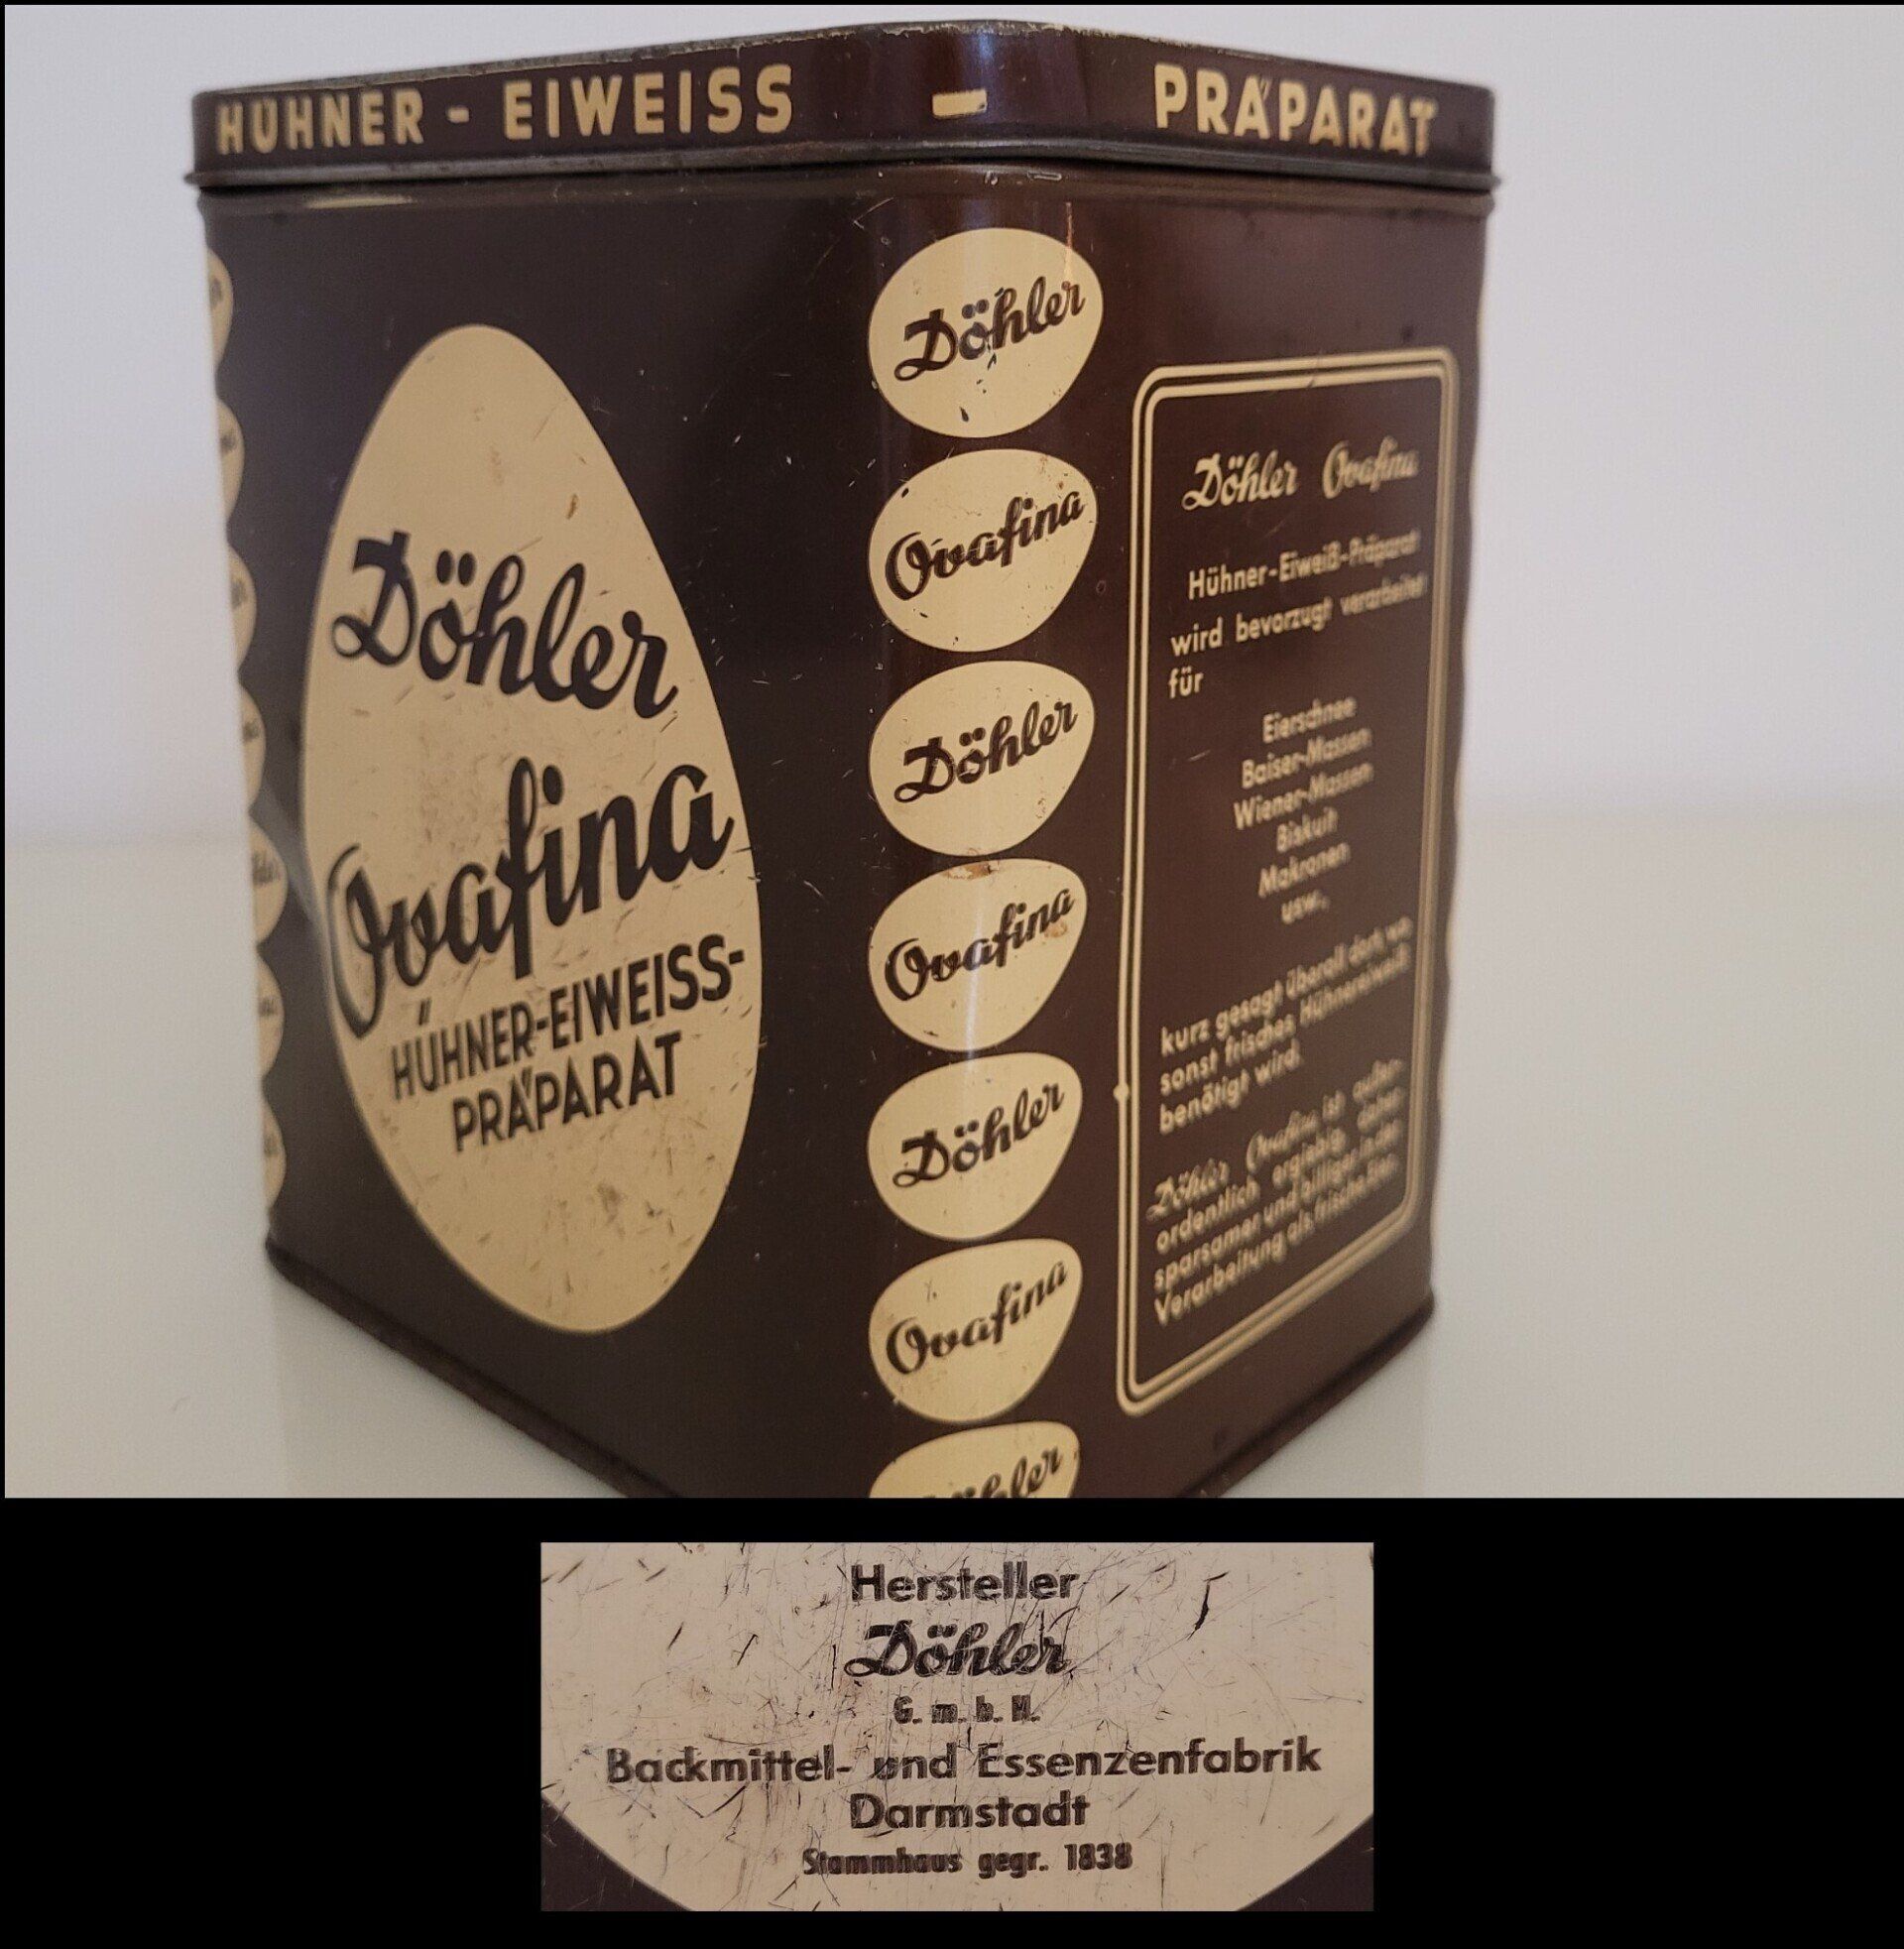 HÜHNER - EIWEISS - PRÄPARAT
Döhler
Ovafina
HÜHNER-EIWEISS-
PRÄPARAT
Döhler
Ovafina
Döhler
Ovafina
Döhler
Ovafina
Döhler
Döhler Ovafina
Hühner-Eiweiß-Präparat
wird bevorzugt verarbeitet
für
Eierschnee
Baiser-Massen
Wiener-Massen
Biskuit
Makronen
usw.,
kurz gesagt überall dort wo
sonst frisches Hühnereiweiß
benötigt wird.
Döhler Ovafina ist außer-
ordentlich ergiebig, daher
sparsamer und billiger in der
Verarbeitung als frische Eier.
Hersteller
Döhler
G. m. b. H.
Backmittel- und Essenzenfabrik
Darmstadt
Stammhaus gegr. 1838